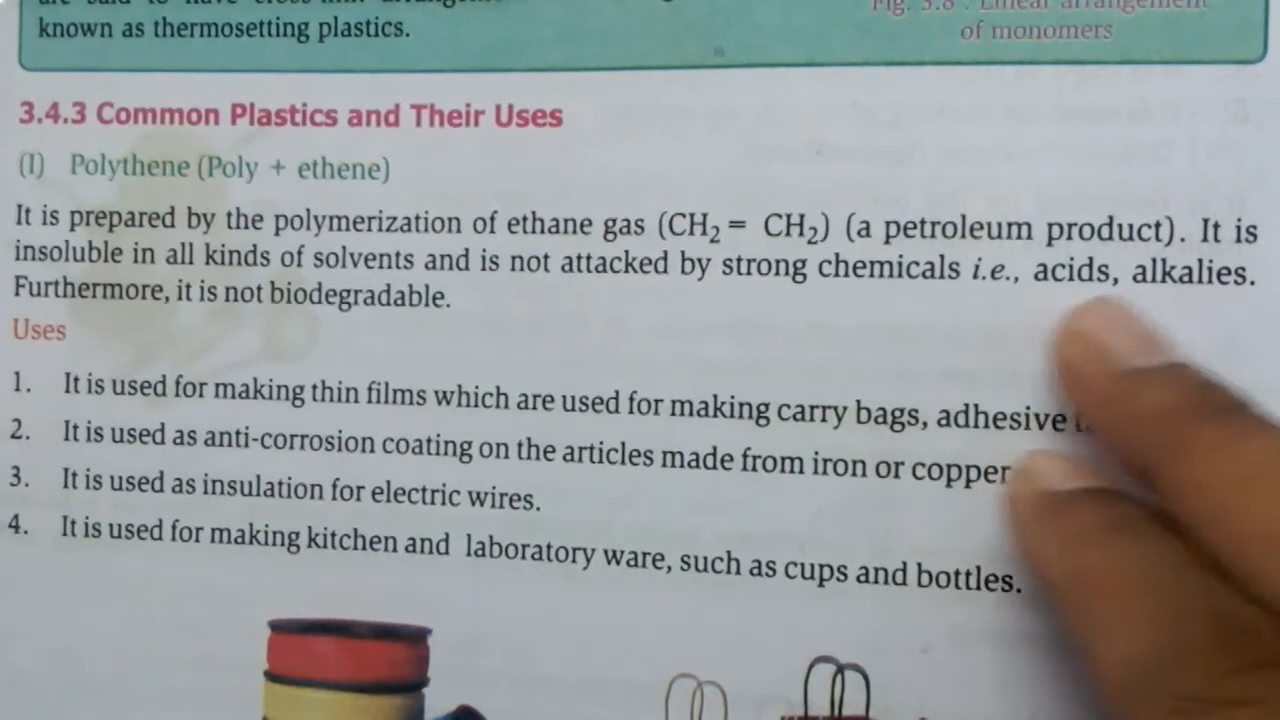 known as thermosetting plastics.
Fig. 3.8 : Linear arrangement
of monomers
3.4.3 Common Plastics and Their Uses
(I) Polythene (Poly + ethene)
It is prepared by the polymerization of ethane gas (CH₂ = CH₂) (a petroleum product). It is
insoluble in all kinds of solvents and is not attacked by strong chemicals i.e., acids, alkalies.
Furthermore, it is not biodegradable.
Uses
1. It is used for making thin films which are used for making carry bags, adhesive
2. It is used as anti-corrosion coating on the articles made from iron or copper
3. It is used as insulation for electric wires.
4. It is used for making kitchen and laboratory ware, such as cups and bottles.